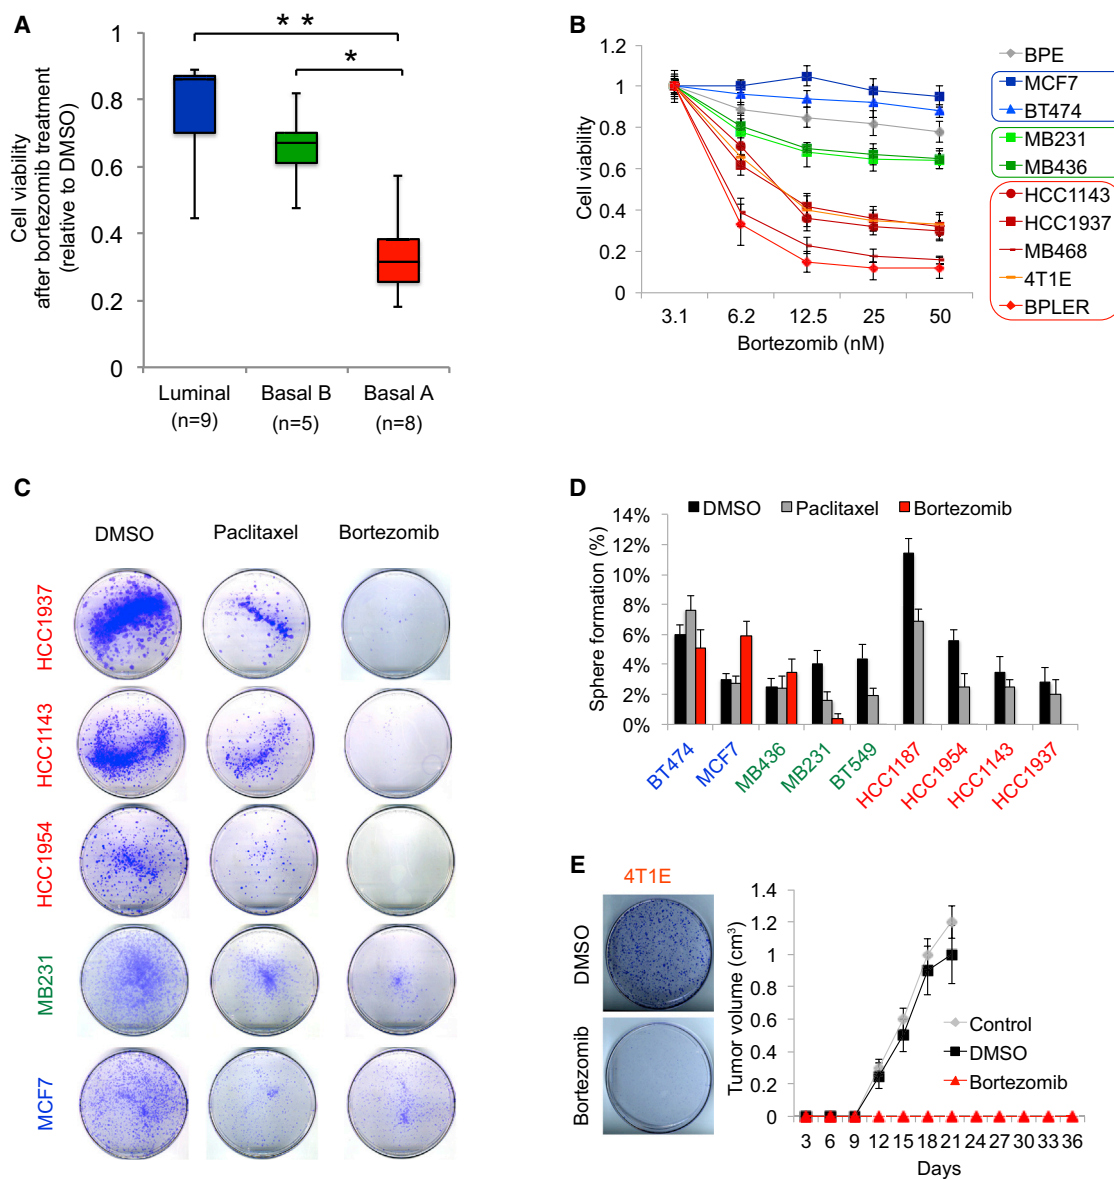 A
Cell viability
after bortezomib treatment
(relative to DMSO)
1
0.8
0.6
0.4
0.2
0
* *
*
Luminal
(n=9)
Basal B
(n=5)
Basal A
(n=8)
B
Cell viability
1.2
1
0.8
0.6
0.4
0.2
0
3.1 6.2 12.5 25 50
Bortezomib (nM)
BPE
MCF7
BT474
MB231
MB436
HCC1143
HCC1937
MB468
4T1E
BPLER
C
DMSO Paclitaxel Bortezomib
HCC1937
HCC1143
HCC1954
MB231
MCF7
D
DMSO Paclitaxel Bortezomib
Sphere formation (%)
14%
12%
10%
8%
6%
4%
2%
0%
BT474 MCF7 MB436 MB231 BT549 HCC1187 HCC1954 HCC1143 HCC1937
E
4T1E
DMSO
Bortezomib
Tumor volume (cm³)
1.4
1.2
1.0
0.8
0.6
0.4
0.2
0
Control
DMSO
Bortezomib
3 6 9 12 15 18 21 24 27 30 33 36
Days